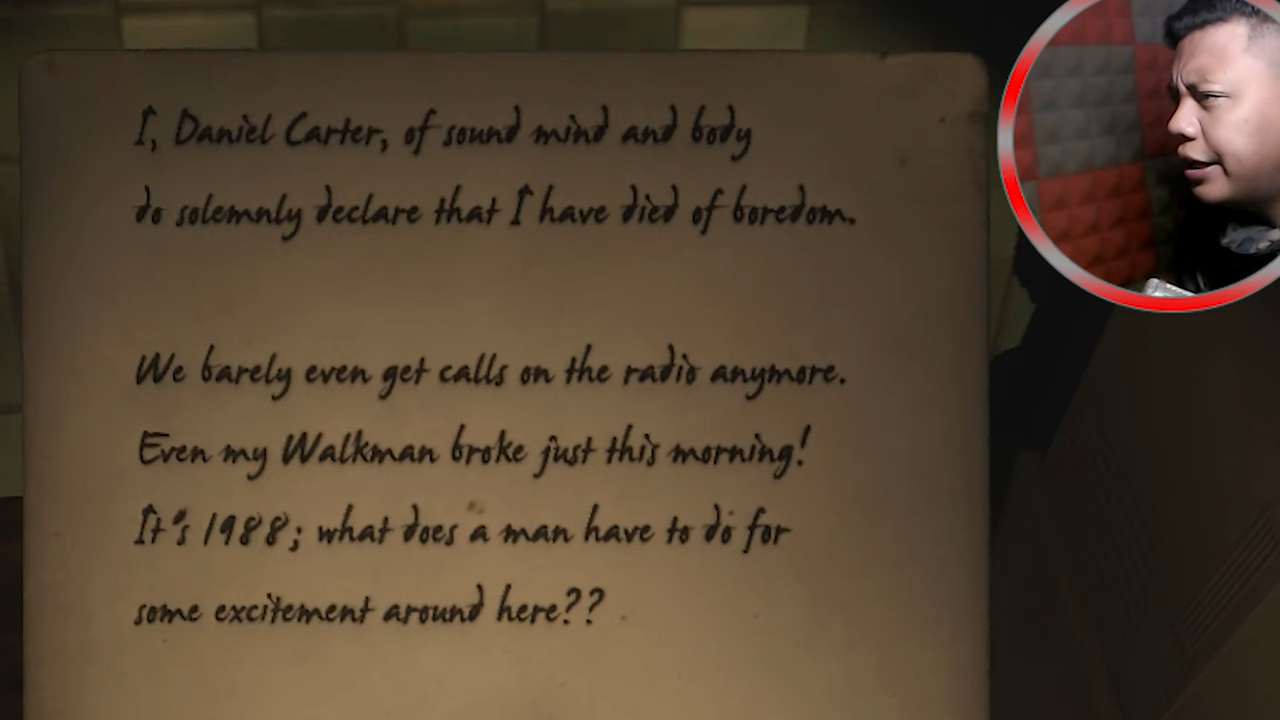 I, Daniel Carter, of sound mind and body
do solemnly declare that I have died of boredom.
We barely even get calls on the radio anymore.
Even my Walkman broke just this morning!
It's 1988; what does a man have to do for
some excitement around here??